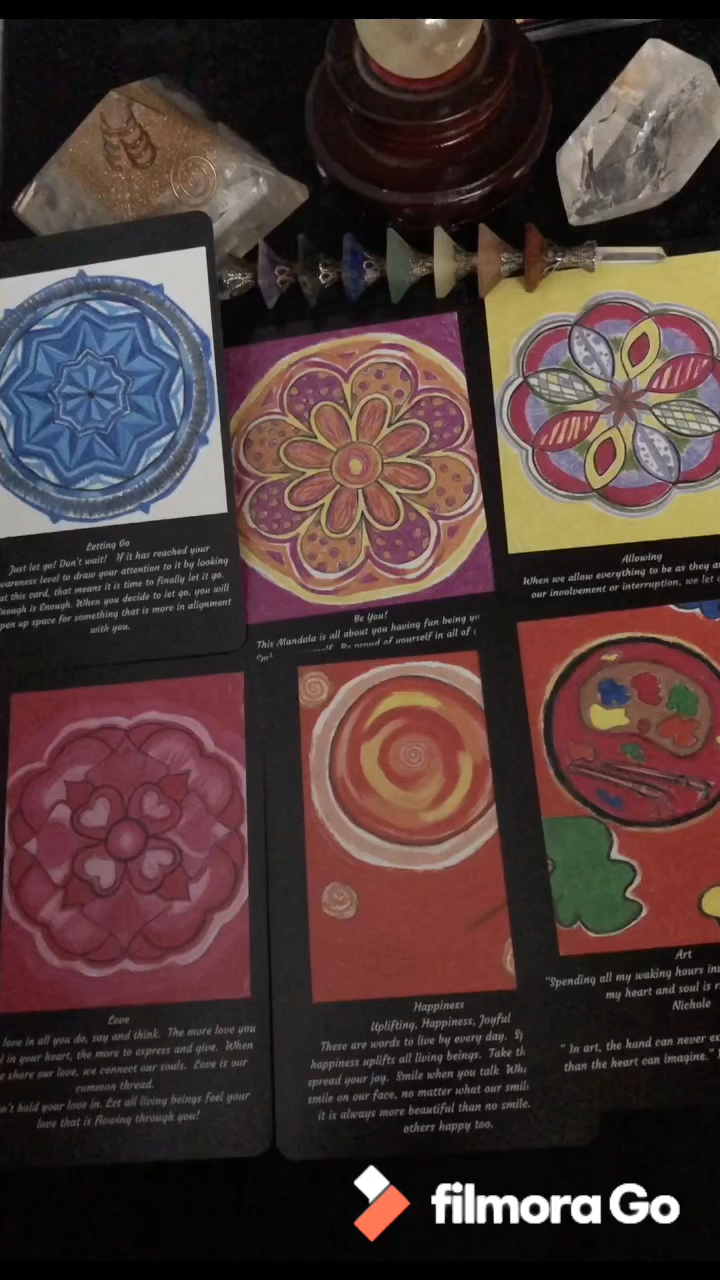 Letting Go
Just let go! Don't wait! If it has reached your
awareness level to draw your attention to it by looking
at this card, that means it is time to finally let it go.
Enough is Enough. When you decide to let go, you will
open up space for something that is more in alignment
with you.
Be You!
This Mandala is all about you having fun being
Be proud of yourself in all of
Allowing
When we allow everything to be as they
our involvement or interruption, we let
Love
love in all you do, say and think. The more love you
in your heart, the more to express and give. When
we share our love, we connect our souls. Love is our
common thread.
Don't hold your love in. Let all living beings feel your
love that is flowing through you!
Happiness
Uplifting, Happiness, Joyful
These are words to live by every day.
happiness uplifts all living beings. Take
spread your joy. Smile when you talk.
smile on our face, no matter what our
it is always more beautiful than no smile.
others happy too.
Art
"Spending all my waking hours
my heart and soul is
Nichole
" In art, the hand can never
than the heart can imagine."
filmora Go